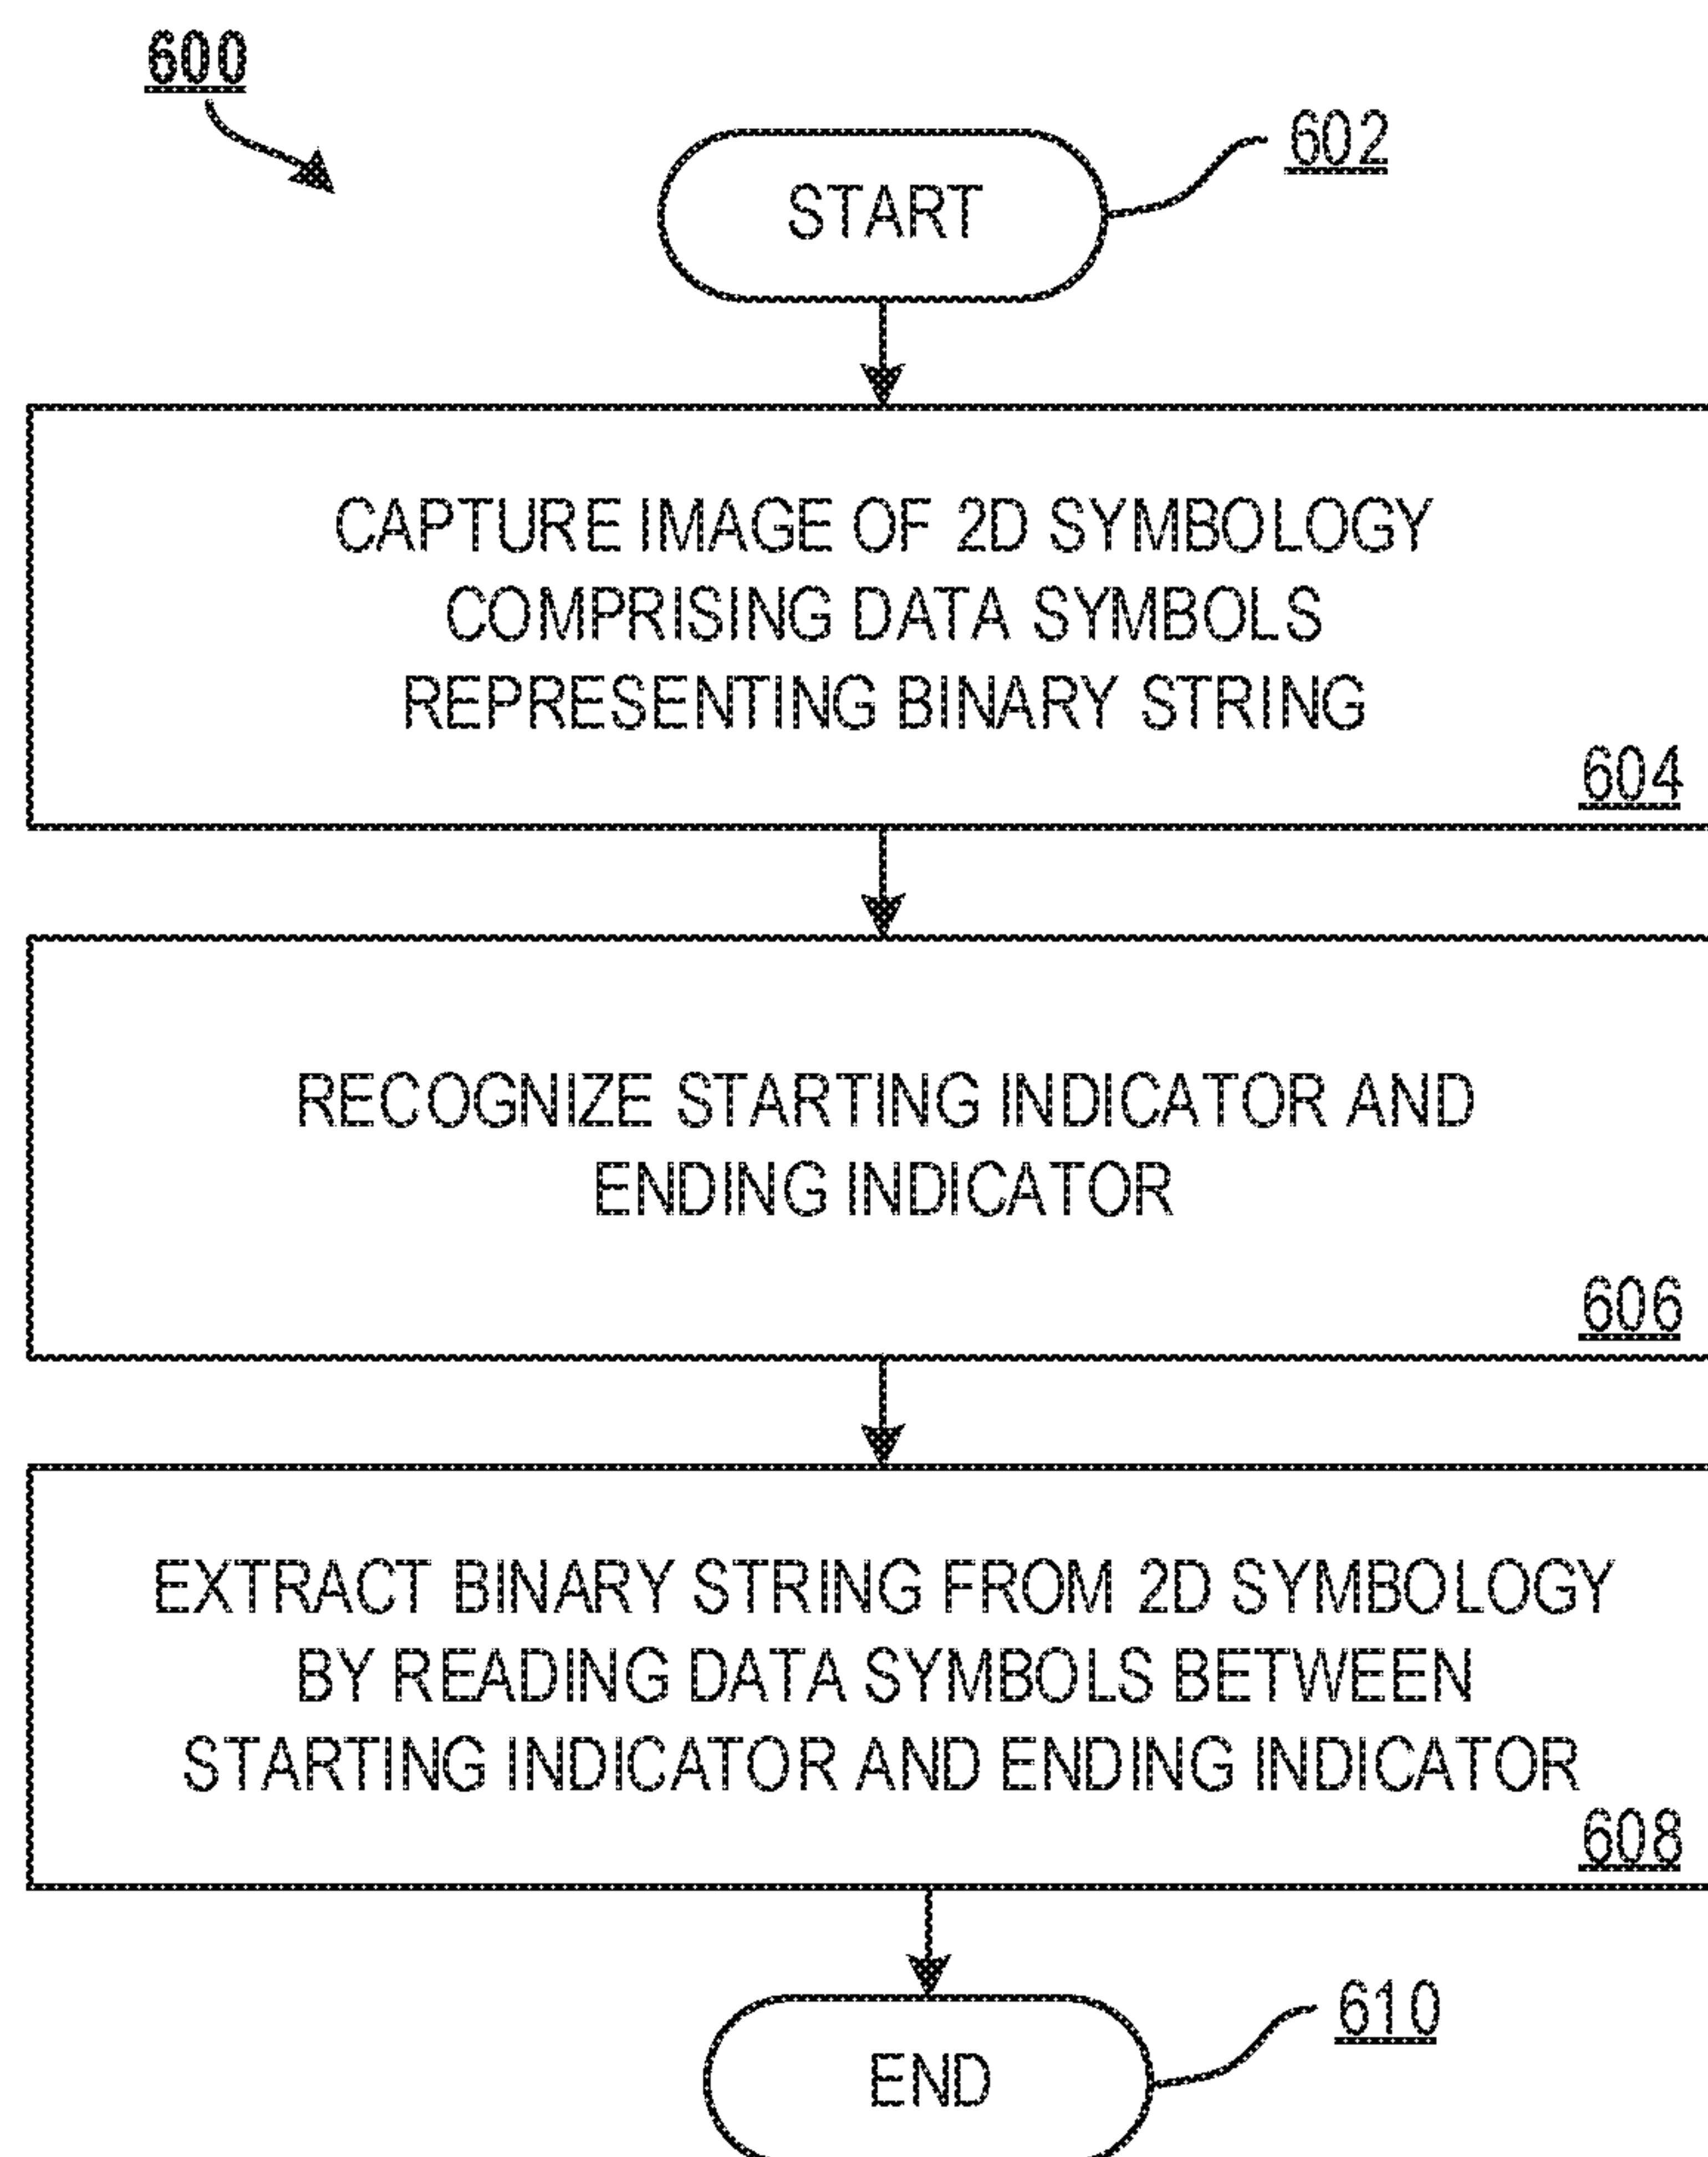 600
602
START
CAPTURE IMAGE OF 2D SYMBOLOGY
COMPRISING DATA SYMBOLS
REPRESENTING BINARY STRING
604
RECOGNIZE STARTING INDICATOR AND
ENDING INDICATOR
606
EXTRACT BINARY STRING FROM 2D SYMBOLOGY
BY READING DATA SYMBOLS BETWEEN
STARTING INDICATOR AND ENDING INDICATOR
608
610
END